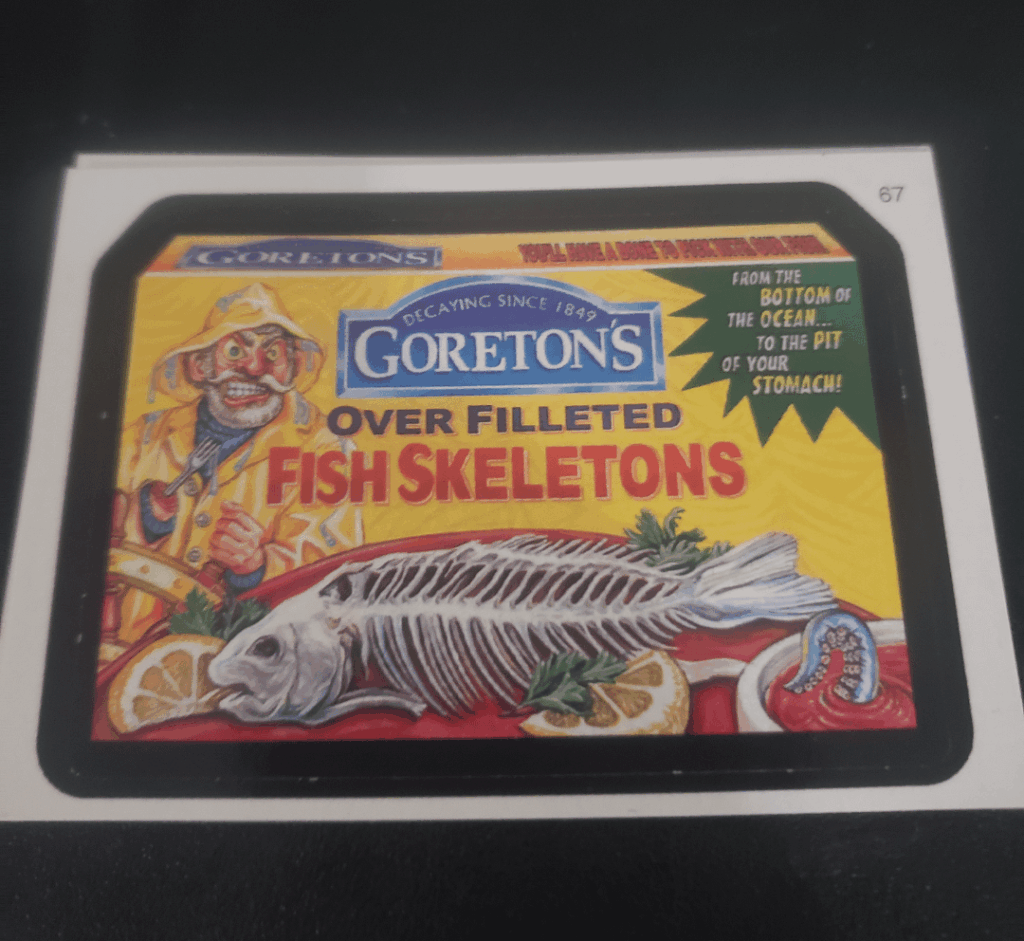 67
GORETON'S
YOU'LL HAVE A BONE TO PICK WITH OUR FISH!
DECAYING SINCE 1849
GORETON'S
OVER FILLETED
FISH SKELETONS
FROM THE
BOTTOM OF
THE OCEAN...
TO THE PIT
OF YOUR
STOMACH!